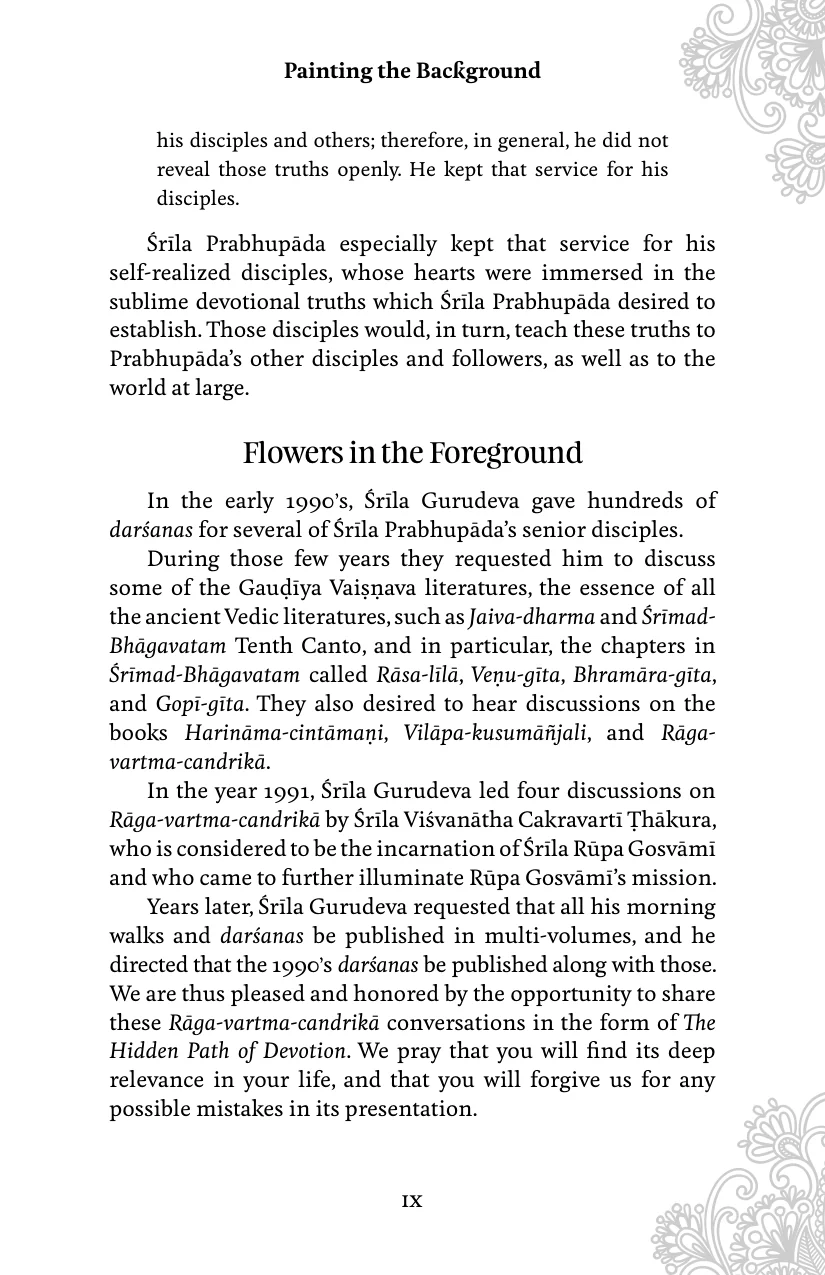 Painting the Background
his disciples and others; therefore, in general, he did not
reveal those truths openly. He kept that service for his
disciples.
Śrīla Prabhupāda especially kept that service for his
self-realized disciples, whose hearts were immersed in the
sublime devotional truths which Śrīla Prabhupāda desired to
establish. Those disciples would, in turn, teach these truths to
Prabhupāda’s other disciples and followers, as well as to the
world at large.
Flowers in the Foreground
In the early 1990’s, Śrīla Gurudeva gave hundreds of
darśanas for several of Śrīla Prabhupāda’s senior disciples.
During those few years they requested him to discuss
some of the Gauḍīya Vaiṣṇava literatures, the essence of all
the ancient Vedic literatures, such as Jaiva-dharma and Śrīmad-
Bhāgavatam Tenth Canto, and in particular, the chapters in
Śrīmad-Bhāgavatam called Rāsa-līlā, Veṇu-gīta, Bhramāra-gīta,
and Gopī-gīta. They also desired to hear discussions on the
books Harināma-cintāmaṇi, Vilāpa-kusumāñjali, and Rāga-
vartma-candrikā.
In the year 1991, Śrīla Gurudeva led four discussions on
Rāga-vartma-candrikā by Śrīla Viśvanātha Cakravartī Ṭhākura,
who is considered to be the incarnation of Śrīla Rūpa Gosvāmī
and who came to further illuminate Rūpa Gosvāmī’s mission.
Years later, Śrīla Gurudeva requested that all his morning
walks and darśanas be published in multi-volumes, and he
directed that the 1990’s darśanas be published along with those.
We are thus pleased and honored by the opportunity to share
these Rāga-vartma-candrikā conversations in the form of The
Hidden Path of Devotion. We pray that you will find its deep
relevance in your life, and that you will forgive us for any
possible mistakes in its presentation.
IX